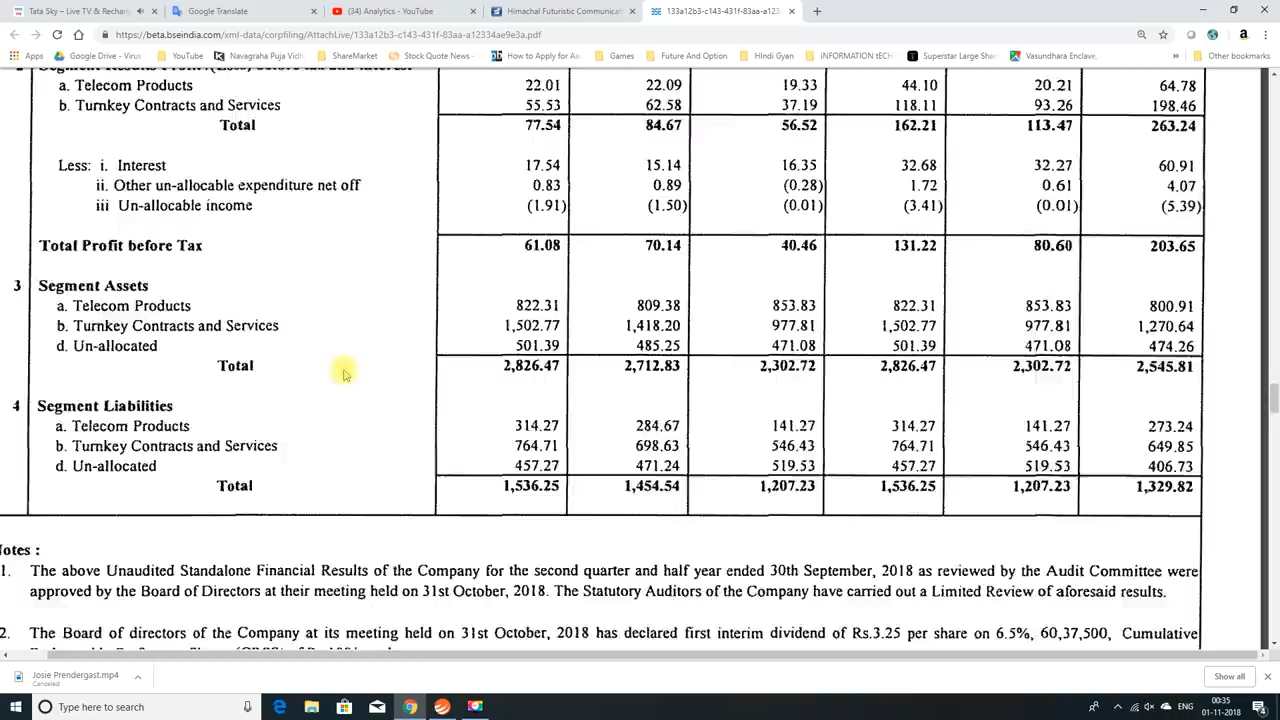 Tata Sky - Live TV & Recharg
Google Translate
(34) Analytics - YouTube
Himachal Futuristic Communicat
133a12b3-c143-431f-83aa-a123
https://beta.bseindia.com/xml-data/corpfiling/AttachLive/133a12b3-c143-431f-83aa-a12334ae9e3a.pdf
Apps Google Drive - Virus YouTube Navagraha Puja Vidh ShareMarket Stock Quote News - How to Apply for Aa Games Future And Option HIndi Gyan iNFORMATION tECH Superstar Large Shar Vasundhara Enclave, » Other bookmarks
a. Telecom Products 22.01 22.09 19.33 44.10 20.21 64.78
b. Turnkey Contracts and Services 55.53 62.58 37.19 118.11 93.26 198.46
Total 77.54 84.67 56.52 162.21 113.47 263.24
Less: i. Interest 17.54 15.14 16.35 32.68 32.27 60.91
ii. Other un-allocable expenditure net off 0.83 0.89 (0.28) 1.72 0.61 4.07
iii Un-allocable income (1.91) (1.50) (0.01) (3.41) (0.01) (5.39)
Total Profit before Tax 61.08 70.14 40.46 131.22 80.60 203.65
3 Segment Assets
a. Telecom Products 822.31 809.38 853.83 822.31 853.83 800.91
b. Turnkey Contracts and Services 1,502.77 1,418.20 977.81 1,502.77 977.81 1,270.64
d. Un-allocated 501.39 485.25 471.08 501.39 471.08 474.26
Total 2,826.47 2,712.83 2,302.72 2,826.47 2,302.72 2,545.81
4 Segment Liabilities
a. Telecom Products 314.27 284.67 141.27 314.27 141.27 273.24
b. Turnkey Contracts and Services 764.71 698.63 546.43 764.71 546.43 649.85
d. Un-allocated 457.27 471.24 519.53 457.27 519.53 406.73
Total 1,536.25 1,454.54 1,207.23 1,536.25 1,207.23 1,329.82
otes :
1. The above Unaudited Standalone Financial Results of the Company for the second quarter and half year ended 30th September, 2018 as reviewed by the Audit Committee were
approved by the Board of Directors at their meeting held on 31st October, 2018. The Statutory Auditors of the Company have carried out a Limited Review of aforesaid results.
2. The Board of directors of the Company at its meeting held on 31st October, 2018 has declared first interim dividend of Rs.3.25 per share on 6.5%, 60,37,500, Cumulative
Josie Prendergast.mp4
Canceled
Show all
Type here to search
ENG
00:35
01-11-2018
4